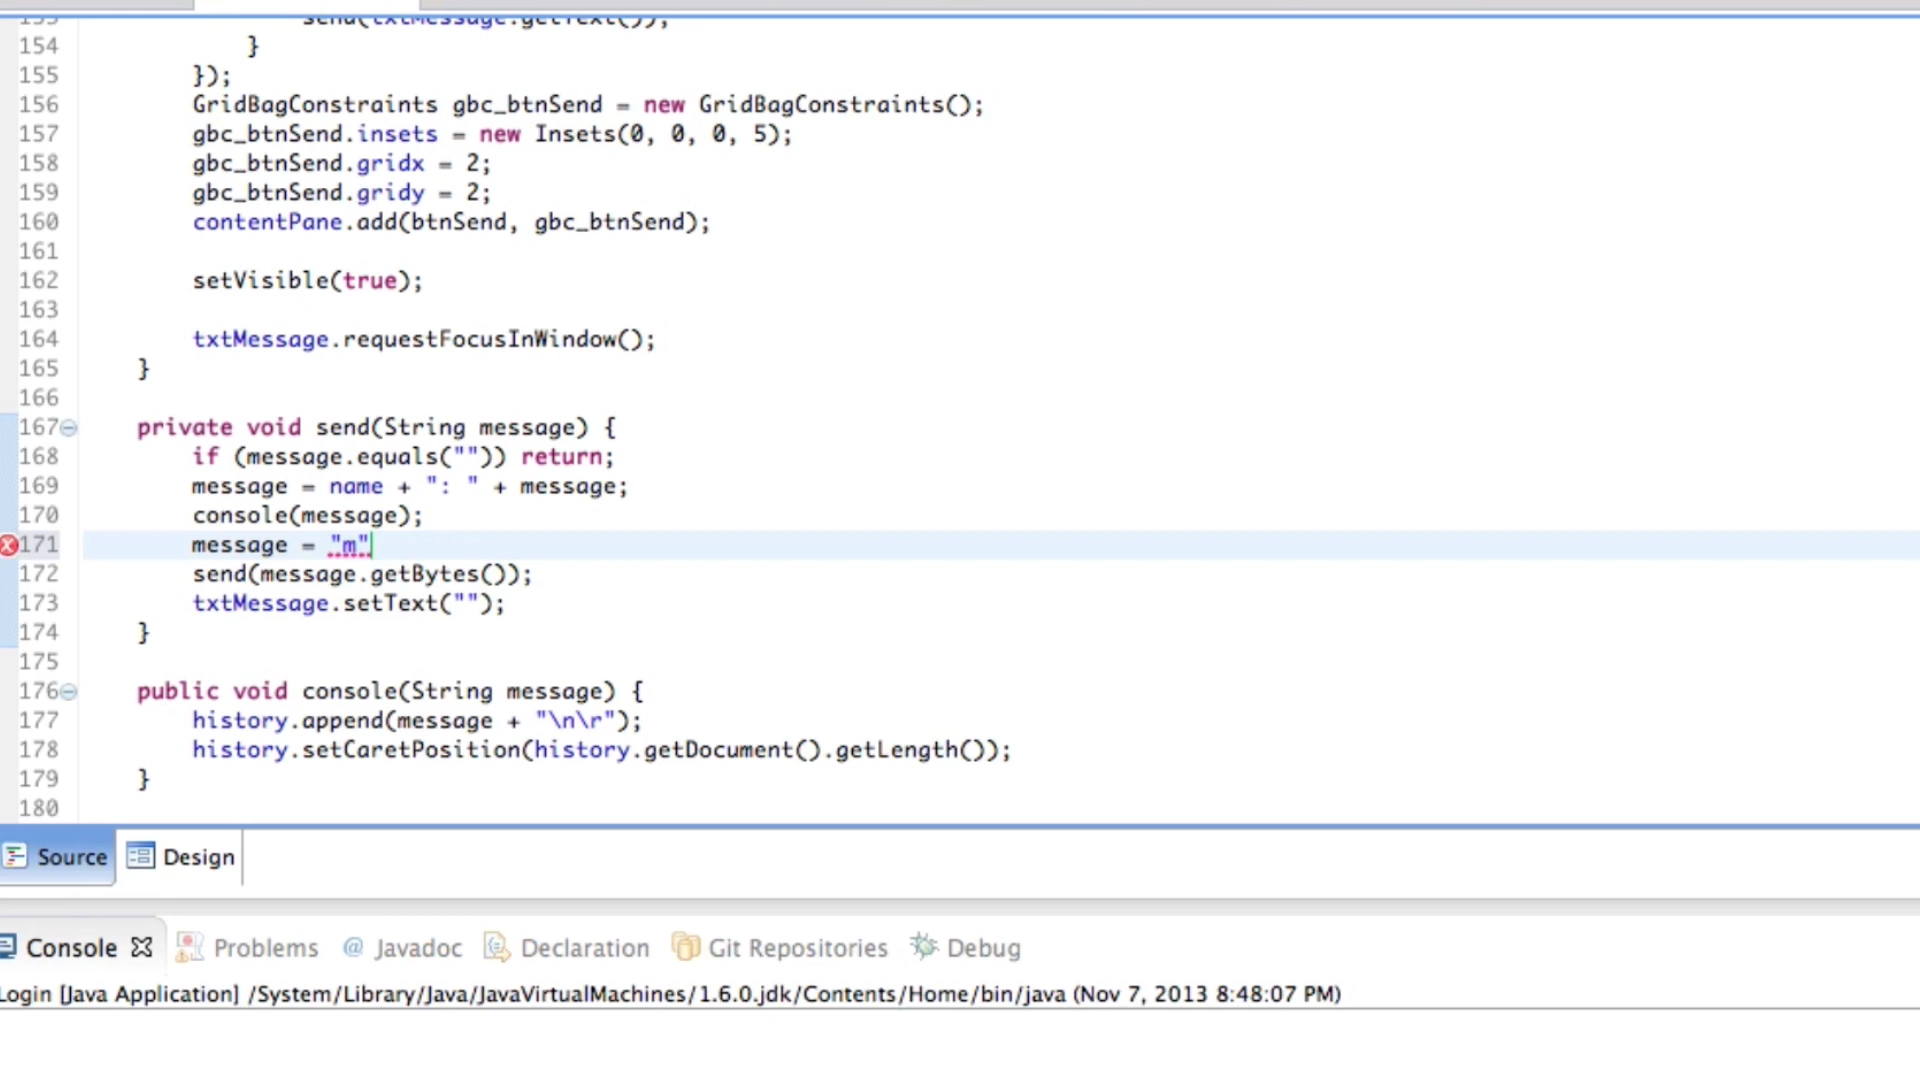 153 send(txtMessage.getText());
154 }
155 });
156 GridBagConstraints gbc_btnSend = new GridBagConstraints();
157 gbc_btnSend.insets = new Insets(0, 0, 0, 5);
158 gbc_btnSend.gridx = 2;
159 gbc_btnSend.gridy = 2;
160 contentPane.add(btnSend, gbc_btnSend);
161
162 setVisible(true);
163
164 txtMessage.requestFocusInWindow();
165 }
166
167 private void send(String message) {
168 if (message.equals("")) return;
169 message = name + ": " + message;
170 console(message);
171 message = "m"
172 send(message.getBytes());
173 txtMessage.setText("");
174 }
175
176 public void console(String message) {
177 history.append(message + "\n\r");
178 history.setCaretPosition(history.getDocument().getLength());
179 }
180
Source Design
Console Problems @ Javadoc Declaration Git Repositories Debug
Login [Java Application] /System/Library/Java/JavaVirtualMachines/1.6.0.jdk/Contents/Home/bin/java (Nov 7, 2013 8:48:07 PM)